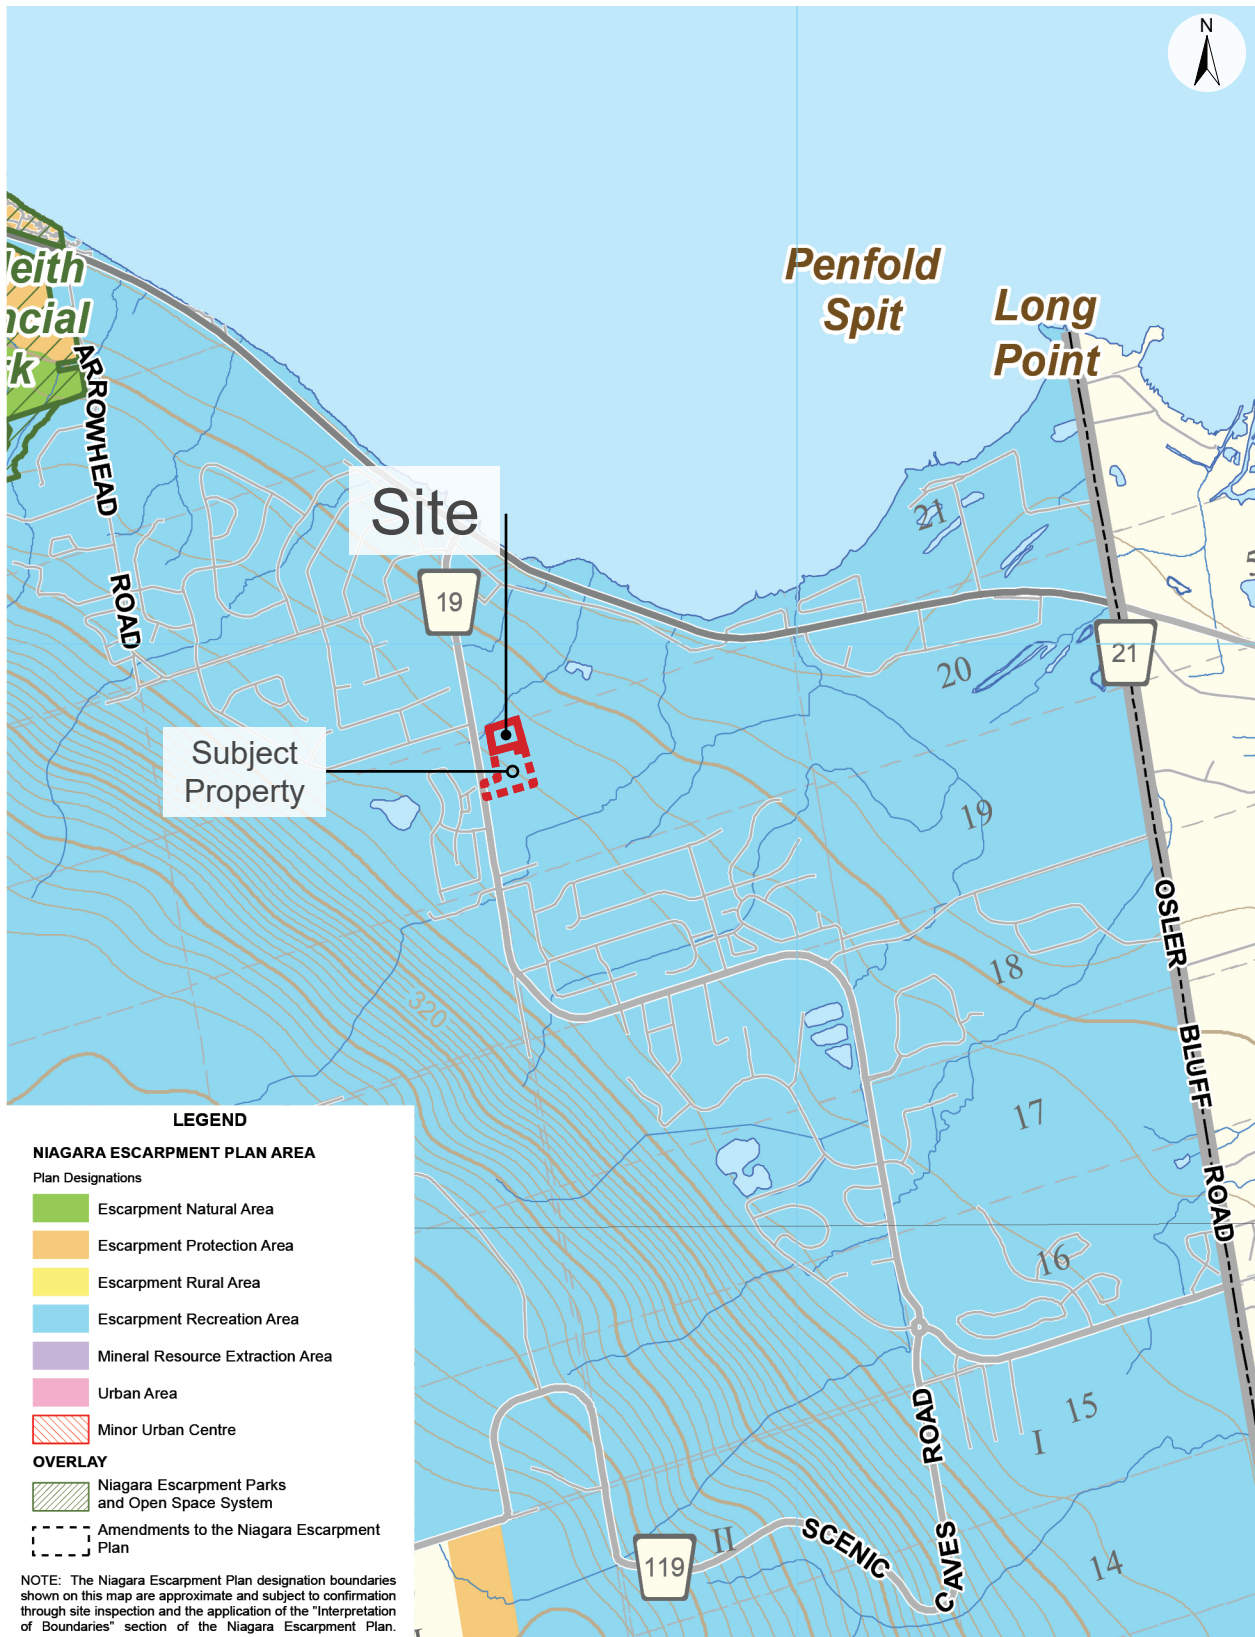 N
Penfold
Spit
Long
Point
leith
ncial
rk
ARROWHEAD
ROAD
Site
19
21
20
21
Subject
Property
19
18
OSLER
BLUFF
ROAD
320
17
16
15
I
14
ROAD
CAVES
SCENIC
II
119
LEGEND
NIAGARA ESCARPMENT PLAN AREA
Plan Designations
Escarpment Natural Area
Escarpment Protection Area
Escarpment Rural Area
Escarpment Recreation Area
Mineral Resource Extraction Area
Urban Area
Minor Urban Centre
OVERLAY
Niagara Escarpment Parks
and Open Space System
Amendments to the Niagara Escarpment
Plan
NOTE: The Niagara Escarpment Plan designation boundaries
shown on this map are approximate and subject to confirmation
through site inspection and the application of the "Interpretation
of Boundaries" section of the Niagara Escarpment Plan.